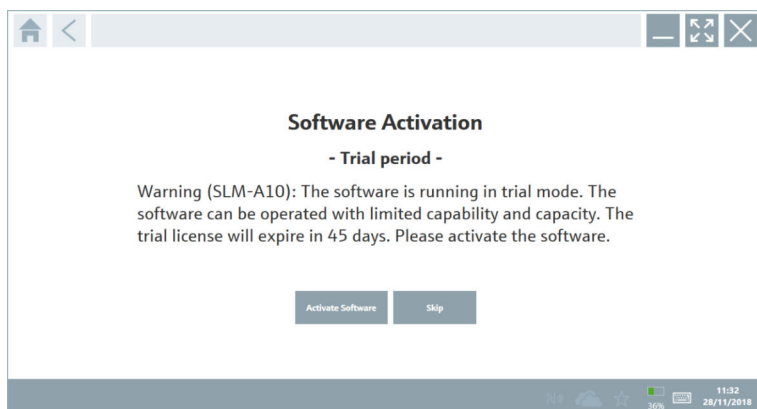 Software Activation
- Trial period -
Warning (SLM-A10): The software is running in trial mode. The
software can be operated with limited capability and capacity. The
trial license will expire in 45 days. Please activate the software.
Activate Software
Skip
11:32
36%
28/11/2018